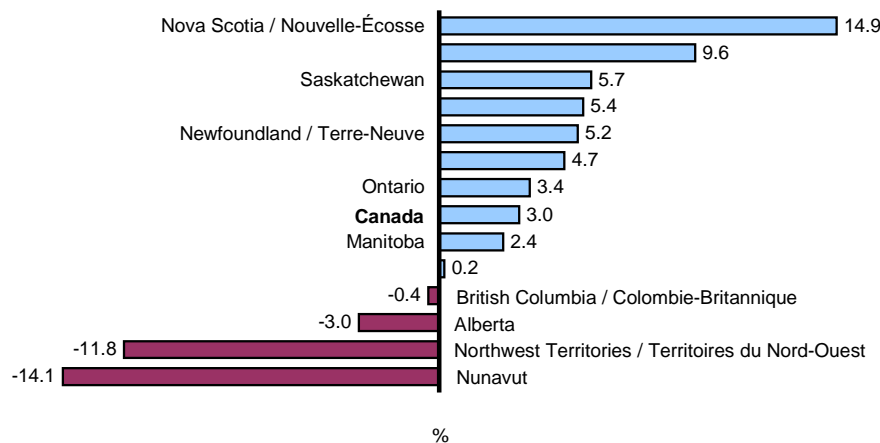 Nova Scotia / Nouvelle-Écosse 14.9
9.6
Saskatchewan 5.7
5.4
Newfoundland / Terre-Neuve 5.2
4.7
Ontario 3.4
Canada 3.0
Manitoba 2.4
0.2
-0.4 British Columbia / Colombie-Britannique
-3.0 Alberta
-11.8 Northwest Territories / Territoires du Nord-Ouest
-14.1 Nunavut
%